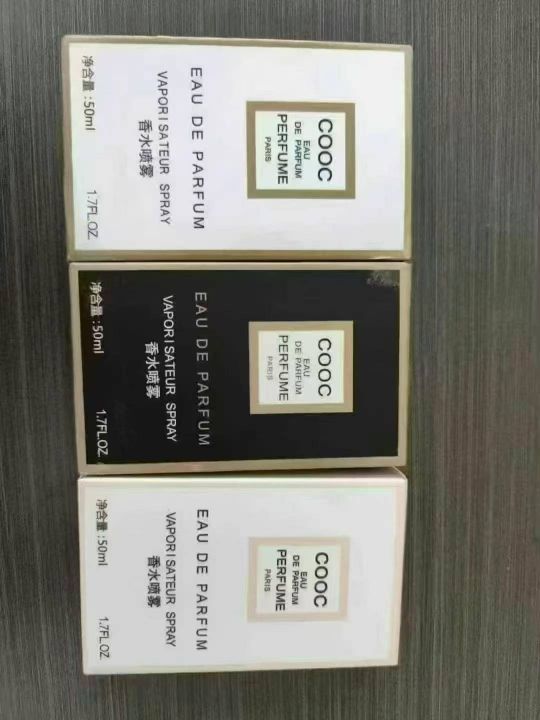 COOC
EAU
DE PARFUM
PERFUME
PARIS
EAU DE PARFUM
VAPORISATEUR SPRAY
香水喷雾
净含量:50ml
1.7FL.OZ.
COOC
EAU
DE PARFUM
PERFUME
PARIS
EAU DE PARFUM
VAPORISATEUR SPRAY
香水喷雾
净含量:50ml
1.7FL.OZ.
COOC
EAU
DE PARFUM
PERFUME
PARIS
EAU DE PARFUM
VAPORISATEUR SPRAY
香水喷雾
净含量:50ml
1.7FL.OZ.